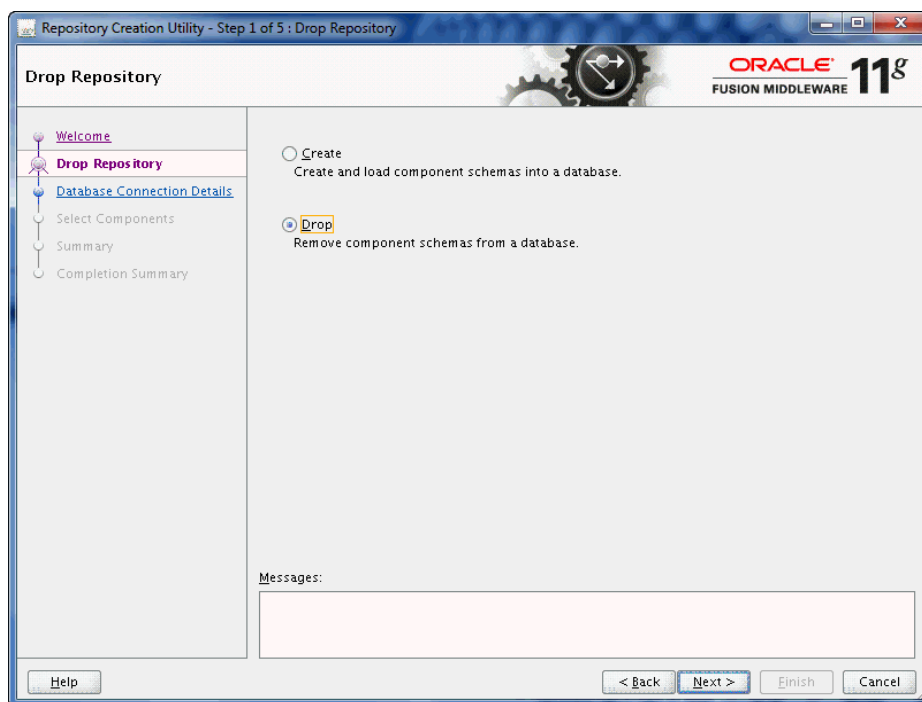 Repository Creation Utility - Step 1 of 5 : Drop Repository
Drop Repository
ORACLE
FUSION MIDDLEWARE
11g
Welcome
Drop Repository
Database Connection Details
Select Components
Summary
Completion Summary
Create
Create and load component schemas into a database.
Drop
Remove component schemas from a database.
Messages:
Help
< Back
Next >
Finish
Cancel